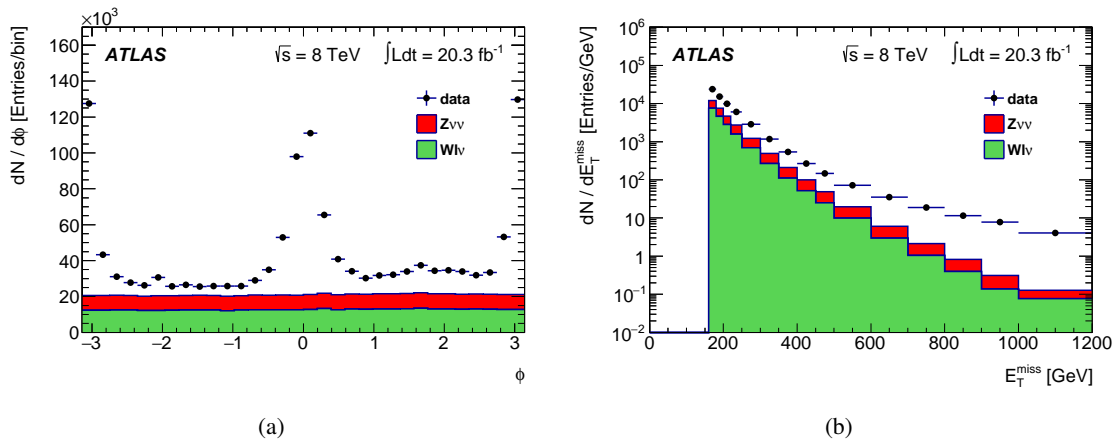 ×10³
160
140
120
100
80
60
40
20
0
dN / dϕ [Entries/bin]
ATLAS
√s = 8 TeV ∫Ldt = 20.3 fb⁻¹
data
Zνν
Wlν
−3 −2 −1 0 1 2 3
ϕ
(a)
10⁶
10⁵
10⁴
10³
10²
10
1
10⁻¹
10⁻²
dN / dE_T^miss [Entries/GeV]
ATLAS
√s = 8 TeV ∫Ldt = 20.3 fb⁻¹
data
Zνν
Wlν
0 200 400 600 800 1000 1200
E_T^miss [GeV]
(b)